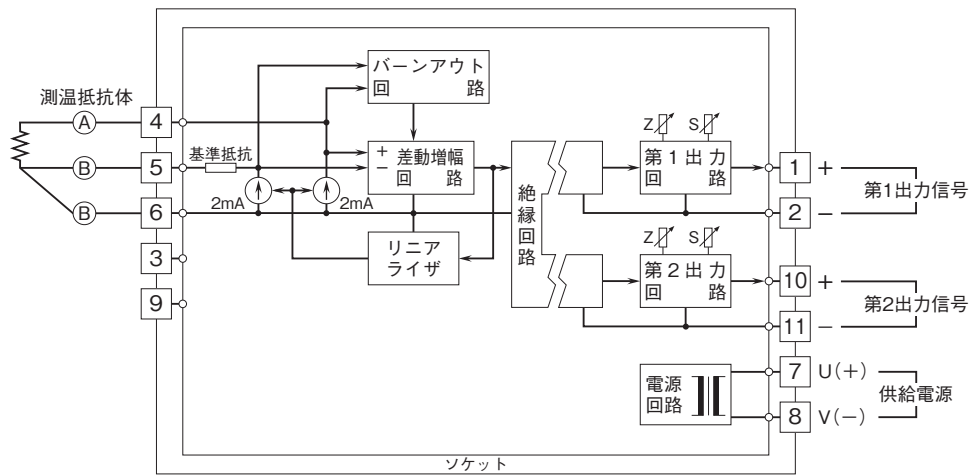 測温抵抗体
A
B
B
4
5
6
3
9
基準抵抗
2mA
2mA
バーンアウト
回路
+
−
差動増幅
回路
リニア
ライザ
絶縁回路
Z
S
第1出力
回路
Z
S
第2出力
回路
電源
回路
1
+
2
−
第1出力信号
10
+
11
−
第2出力信号
7
U(+)
8
V(−)
供給電源
ソケット